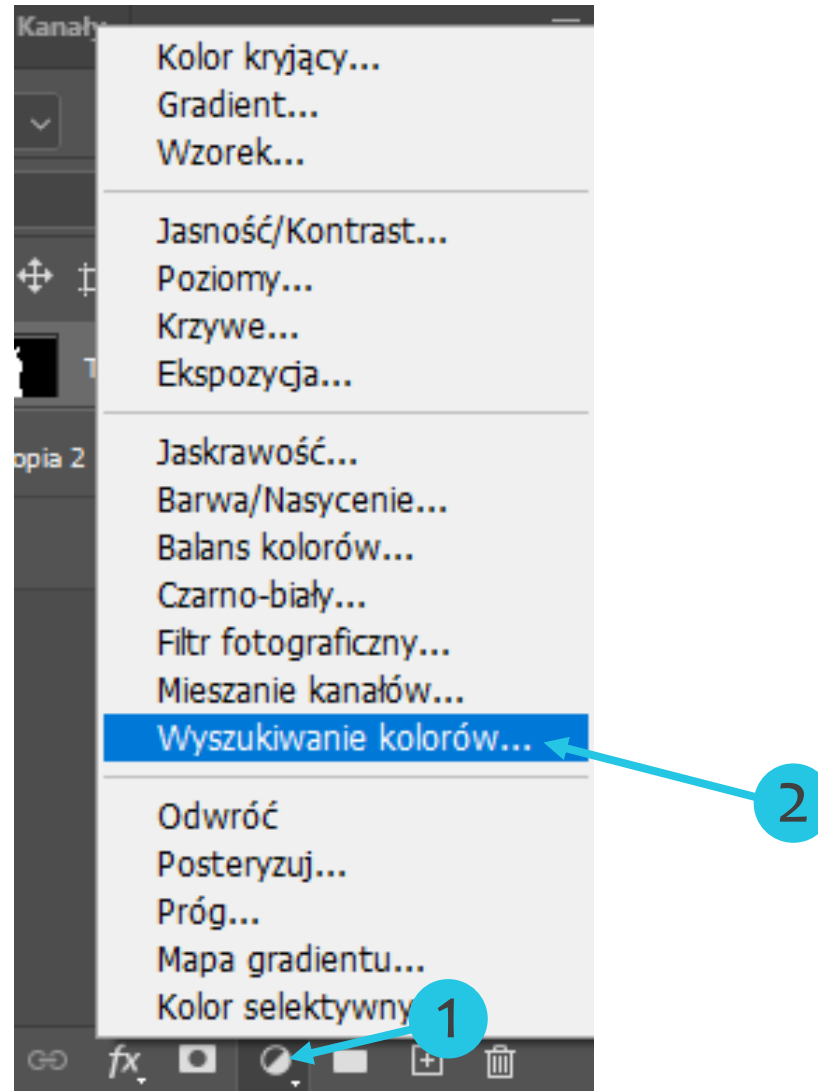 Kanały
Kolor kryjący...
Gradient...
Wzorek...
Jasność/Kontrast...
Poziomy...
Krzywe...
Ekspozycja...
Jaskrawość...
opia 2
Barwa/Nasycenie...
Balans kolorów...
Czarno-biały...
Filtr fotograficzny...
Mieszanie kanałów...
Wyszukiwanie kolorów...
2
Odwróć
Posteryzuj...
Próg...
Mapa gradientu...
Kolor selektywny
1
fx